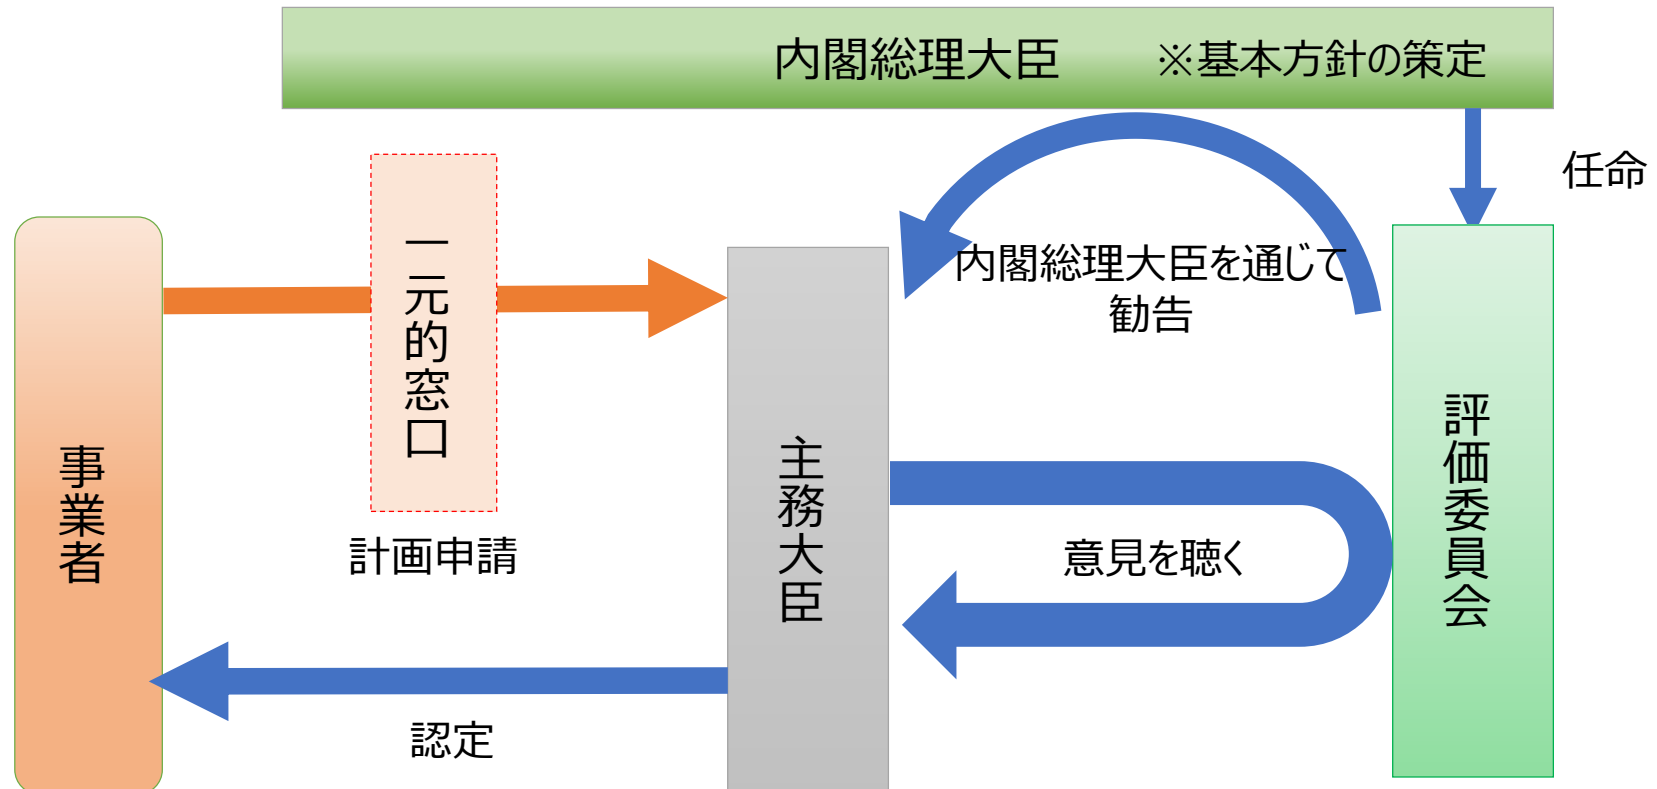 内閣総理大臣 ※基本方針の策定
任命
一元的窓口
内閣総理大臣を通じて
勧告
事業者
主務大臣
評価委員会
計画申請
意見を聴く
認定